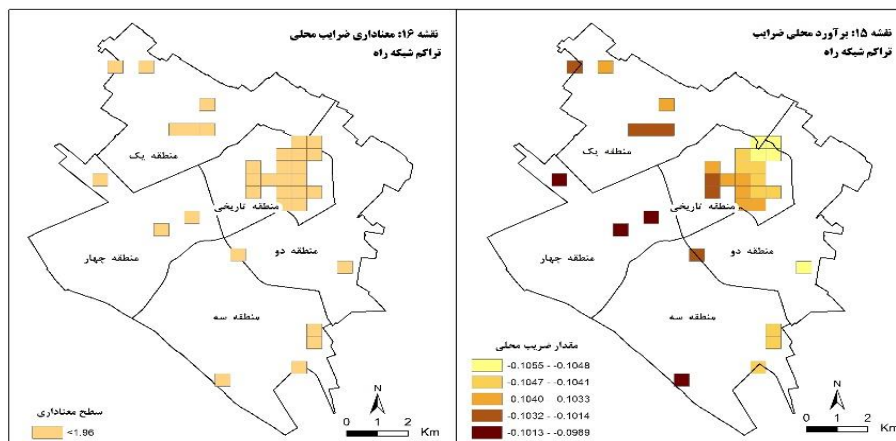 نقشه ۱۵: برآورد محلی ضرایب
تراکم شبکه راه
منطقه یک
منطقه تاریخی
منطقه دو
منطقه چهار
منطقه سه
مقدار ضریب محلی
-0.1055 - -0.1048
-0.1047 - -0.1041
-0.1040 0.1033
-0.1032 - -0.1014
-0.1013 - -0.0989
N
0 1 2 4
Km
نقشه ۱۶: معناداری ضرایب محلی
تراکم شبکه راه
منطقه یک
منطقه تاریخی
منطقه دو
منطقه چهار
منطقه سه
سطح معناداری
<1.96
N
0 1 2 4
Km